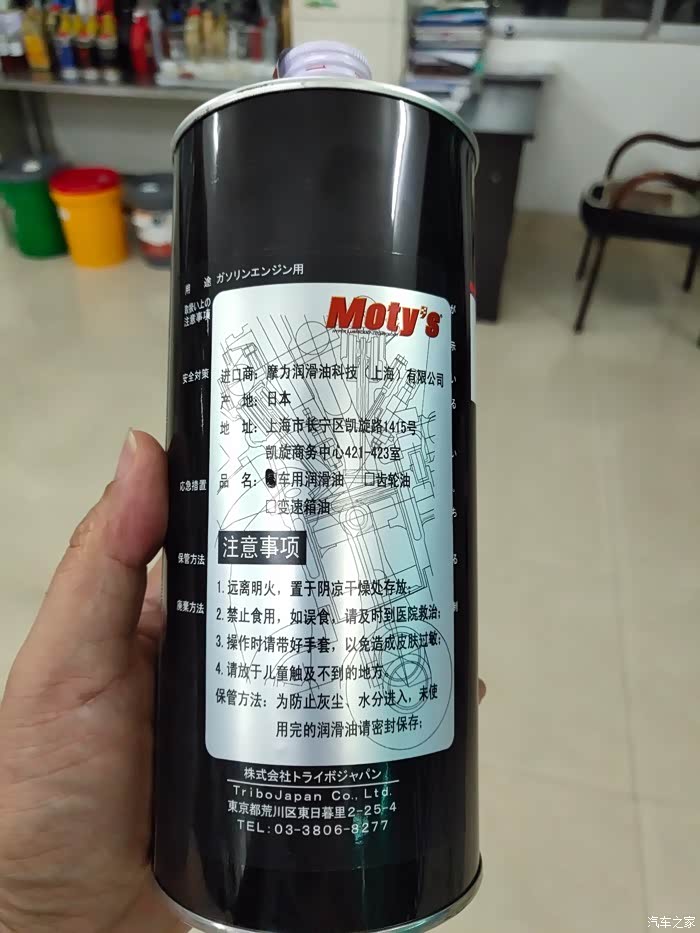 用 途 ガソリンエンジン用
取扱い上の
注意事項
安全対策
応急措置
保管方法
廃棄方法
Moty's
进口商：摩力润滑油科技（上海）有限公司
产 地：日本
地 址：上海市长宁区凯旋路1415号
凯旋商务中心421-423室
品 名：车用润滑油 □齿轮油
□变速箱油
注意事项
1.远离明火，置于阴凉干燥处存放；
2.禁止食用，如误食，请及时到医院救治；
3.操作时请带好手套，以免造成皮肤过敏；
4.请放于儿童触及不到的地方。
保管方法：为防止灰尘、水分进入，未使
用完的润滑油请密封保存；
株式会社トライボジャパン
TriboJapan Co., Ltd.
東京都荒川区東日暮里2-25-4
TEL:03-3806-8277
汽车之家